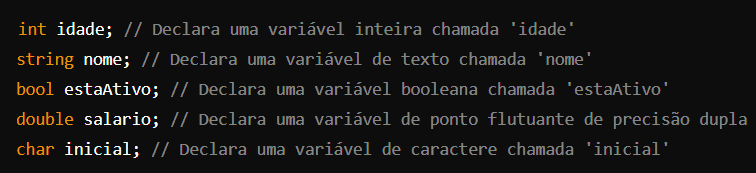 int idade; // Declara uma variável inteira chamada 'idade'
string nome; // Declara uma variável de texto chamada 'nome'
bool estaAtivo; // Declara uma variável booleana chamada 'estaAtivo'
double salario; // Declara uma variável de ponto flutuante de precisão dupla
char inicial; // Declara uma variável de caractere chamada 'inicial'